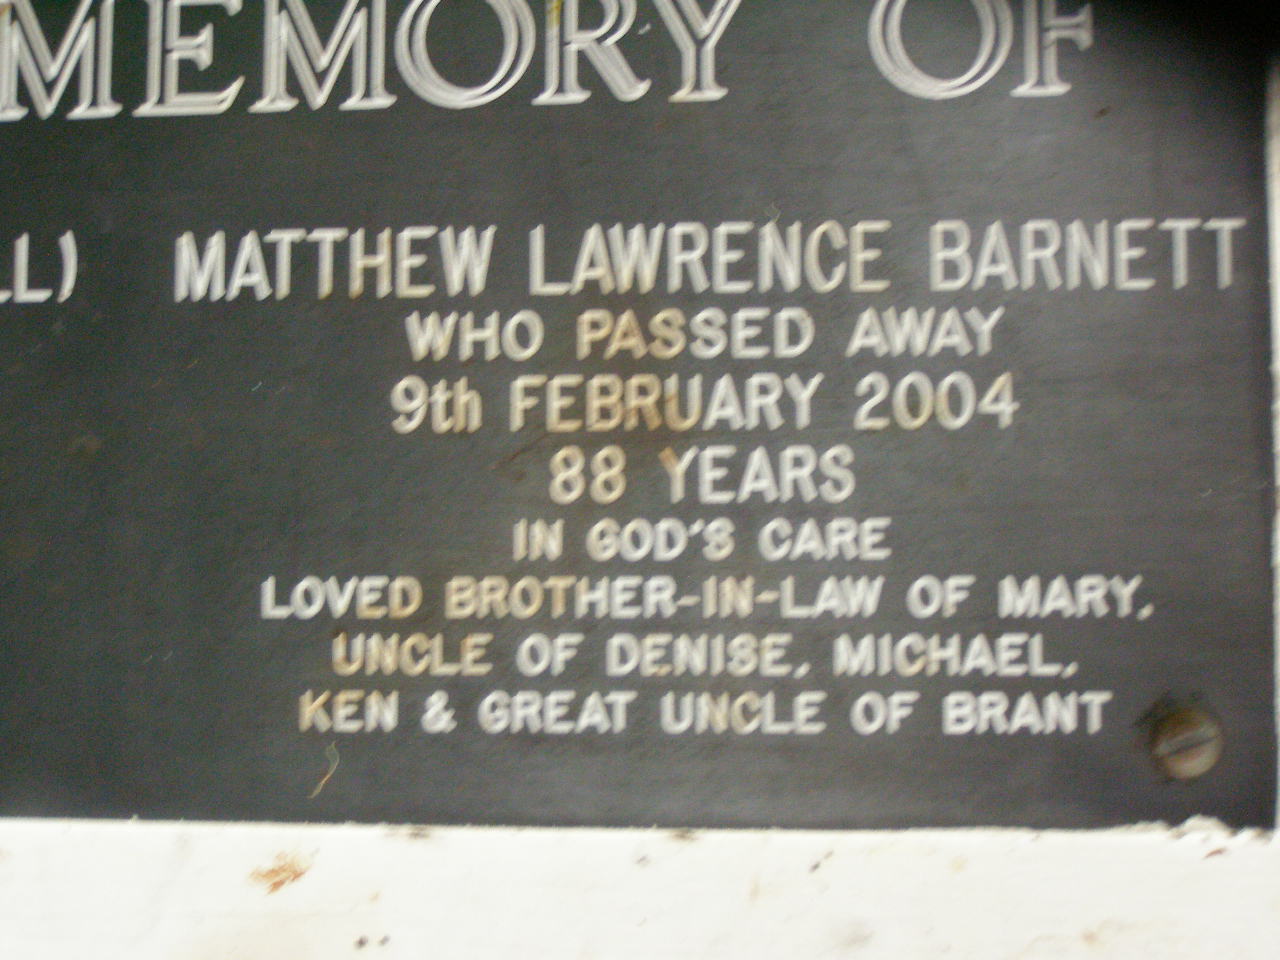 MEMORY OF
LL) MATTHEW LAWRENCE BARNETT
WHO PASSED AWAY
9th FEBRUARY 2004
88 YEARS
IN GOD'S CARE
LOVED BROTHER-IN-LAW OF MARY,
UNCLE OF DENISE, MICHAEL,
KEN & GREAT UNCLE OF BRANT